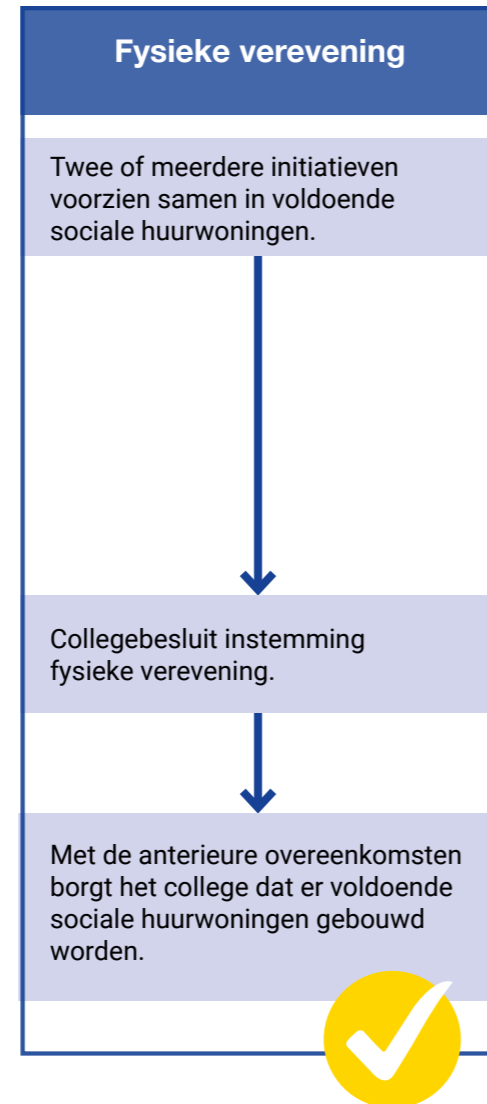 Fysieke verevening
Twee of meerdere initiatieven
voorzien samen in voldoende
sociale huurwoningen.
Collegebesluit instemming
fysieke verevening.
Met de anterieure overeenkomsten
borgt het college dat er voldoende
sociale huurwoningen gebouwd
worden.